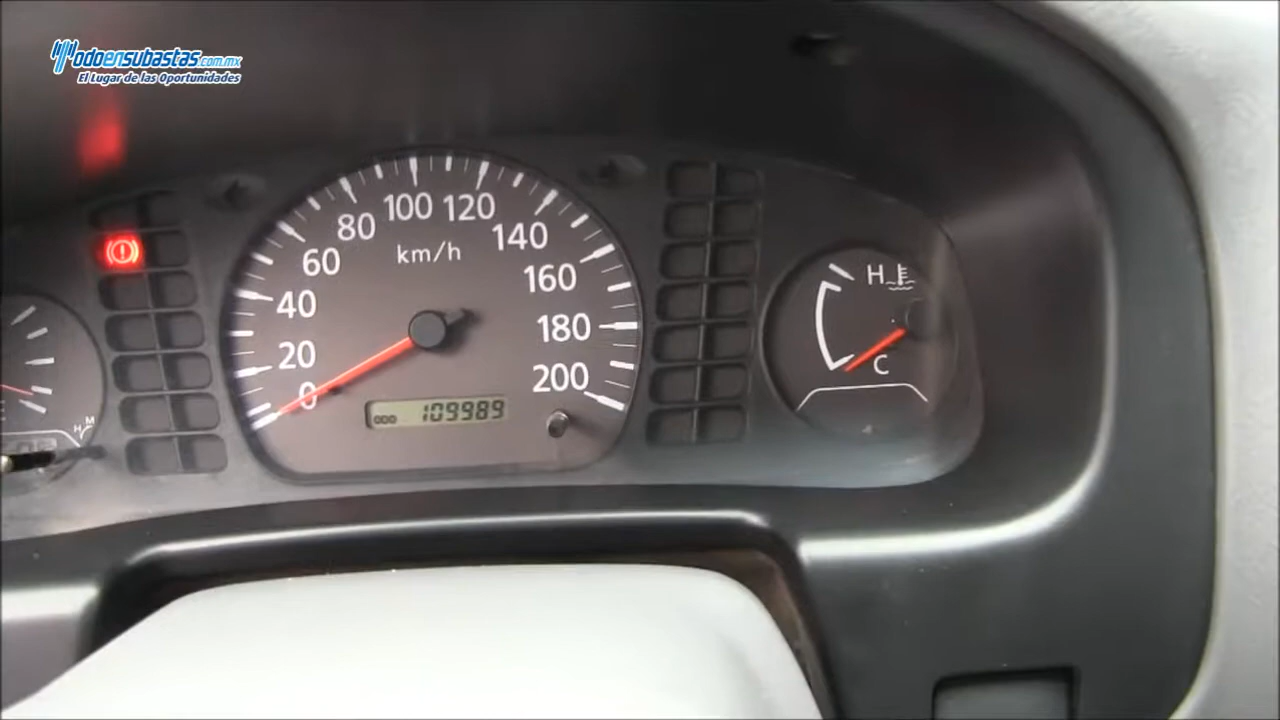 Todoensubastas.com.mx
El Lugar de las Oportunidades
0
20
40
60
80
100
120
140
160
180
200
km/h
ODO 109989
H
C
H M